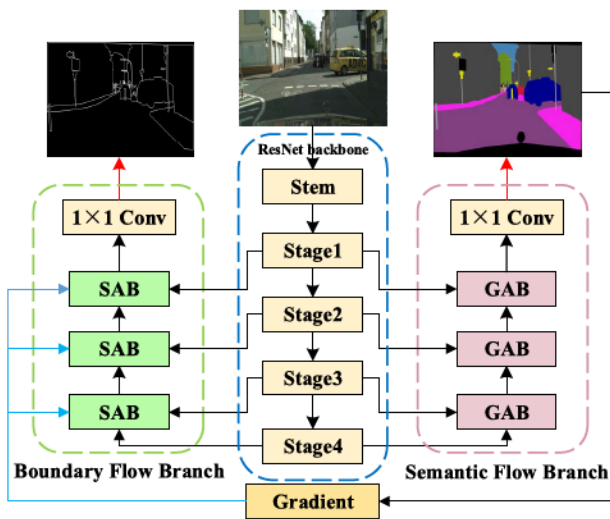 ResNet backbone
Stem
1×1 Conv
1×1 Conv
Stage1
SAB
GAB
Stage2
SAB
GAB
Stage3
SAB
GAB
Stage4
Boundary Flow Branch
Semantic Flow Branch
Gradient